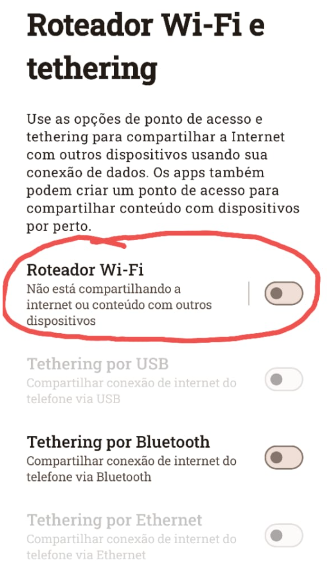 Roteador Wi-Fi e
tethering
Use as opções de ponto de acesso e
tethering para compartilhar a Internet
com outros dispositivos usando sua
conexão de dados. Os apps também
podem criar um ponto de acesso para
compartilhar conteúdo com dispositivos
por perto.
Roteador Wi-Fi
Não está compartilhando a
internet ou conteúdo com outros
dispositivos
Tethering por USB
Compartilhar conexão de internet do
telefone via USB
Tethering por Bluetooth
Compartilhar conexão de internet do
telefone via Bluetooth
Tethering por Ethernet
Compartilhar conexão de internet do
telefone via Ethernet